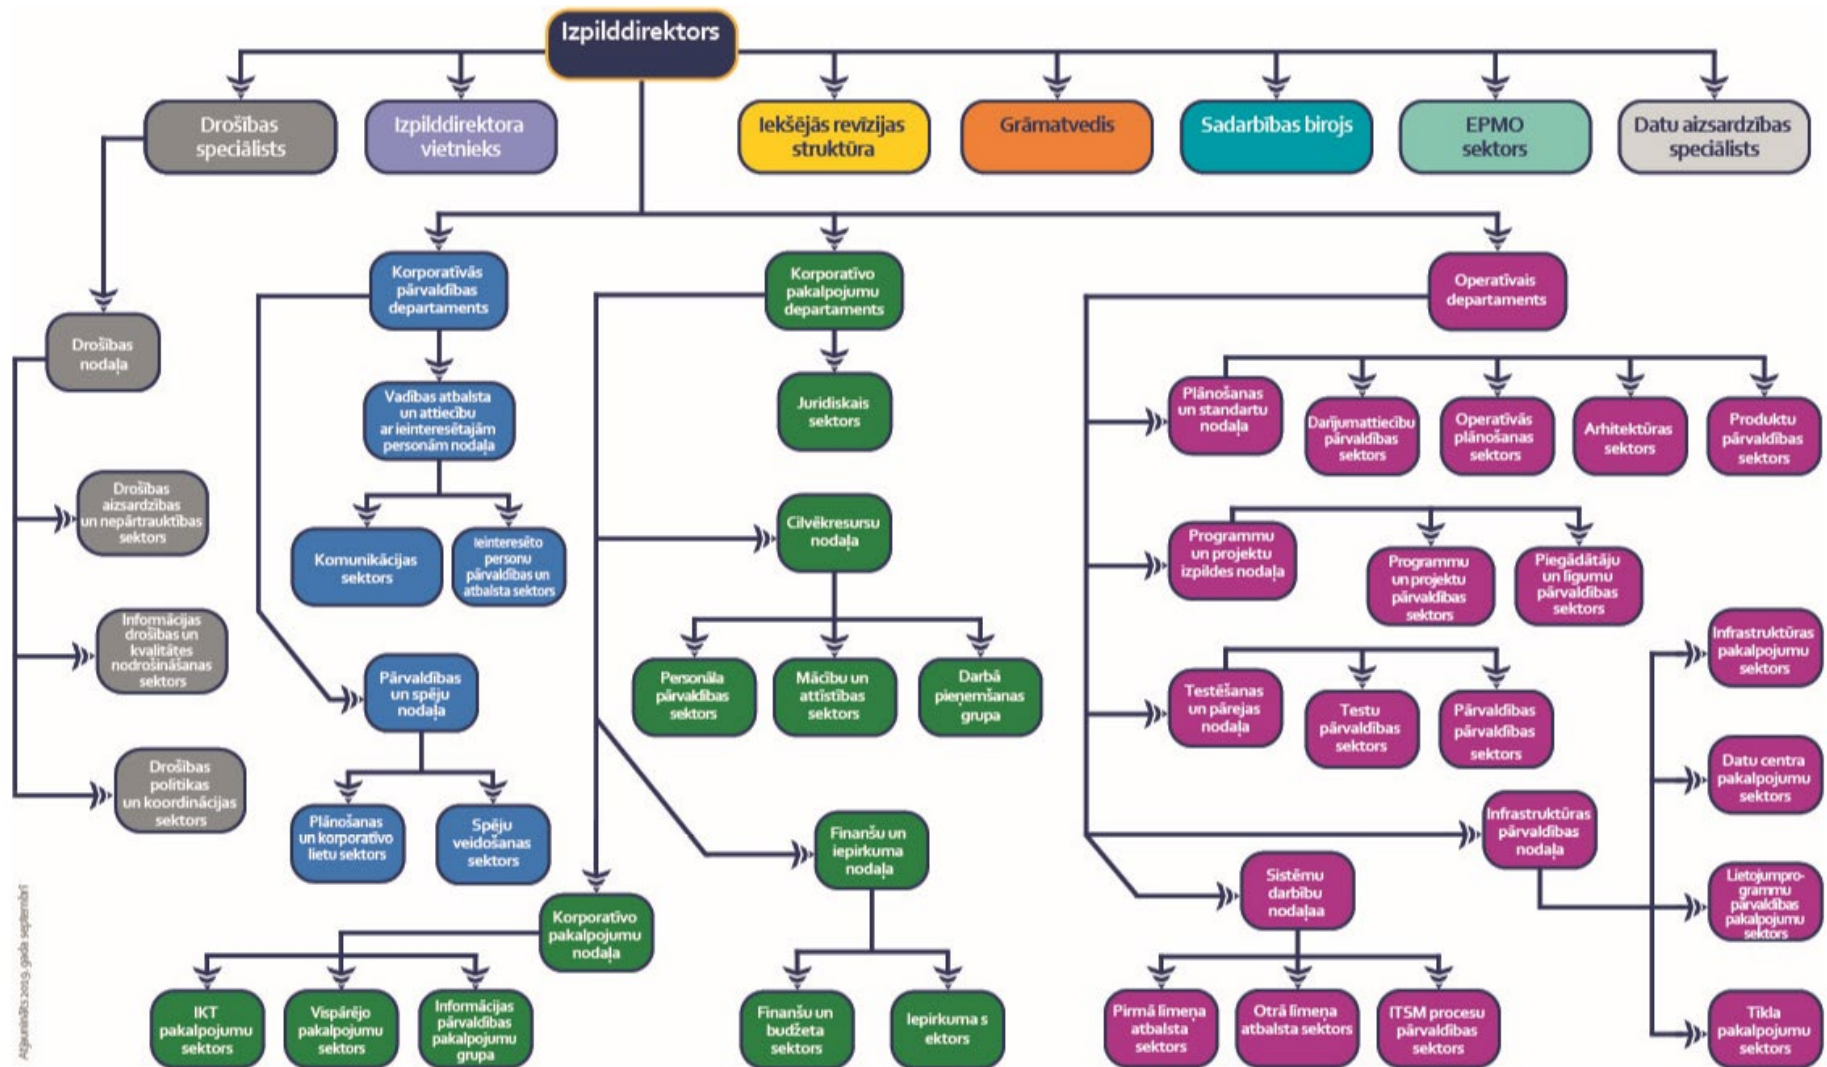 Izpilddirektors
Drošības
speciālists
Izpilddirektora
vietnieks
Iekšējās revīzijas
struktūra
Grāmatvedis
Sadarbības birojs
EPMO
sektors
Datu aizsardzības
speciālists
Drošības
nodaļa
Drošības
aizsardzības
un nepārtrauktības
sektors
Informācijas
drošības un
kvalitātes
nodrošināšanas
sektors
Drošības
politikas
un koordinācijas
sektors
Korporatīvās
pārvaldības
departaments
Vadības atbalsta
un attiecību
ar ieinteresētajām
personām nodaļa
Komunikācijas
sektors
Ieinteresēto
personu
pārvaldības un
atbalsta sektors
Pārvaldības
un spēju
nodaļa
Plānošanas
un korporatīvo
lietu sektors
Spēju
veidošanas
sektors
Korporatīvo
pakalpojumu
departaments
Juridiskais
sektors
Cilvēkresursu
nodaļa
Personāla
pārvaldības
sektors
Mācību un
attīstības
sektors
Darbā
pieņemšanas
grupa
Finanšu un
iepirkuma
nodaļa
Finanšu un
budžeta
sektors
Iepirkuma s
ektors
Korporatīvo
pakalpojumu
nodaļa
IKT
pakalpojumu
sektors
Vispārējo
pakalpojumu
sektors
Informācijas
pārvaldības
pakalpojumu
grupa
Operatīvais
departaments
Plānošanas
un standartu
nodaļa
Darījumattiecību
pārvaldības
sektors
Operatīvās
plānošanas
sektors
Arhitektūras
sektors
Produktu
pārvaldības
sektors
Programmu
un projektu
izpildes nodaļa
Programmu
un projektu
pārvaldības
sektors
Piegādātāju
un līgumu
pārvaldības
sektors
Testēšanas
un pārejas
nodaļa
Testu
pārvaldības
sektors
Pārvaldības
pārvaldības
sektors
Infrastruktūras
pārvaldības
nodaļa
Infrastruktūras
pakalpojumu
sektors
Datu centra
pakalpojumu
sektors
Lietojumpro-
grammu
pārvaldības
pakalpojumu
sektors
Tīkla
pakalpojumu
sektors
Sistēmu
darbību
nodaļaa
Pirmā līmeņa
atbalsta
sektors
Otrā līmeņa
atbalsta sektors
ITSM procesu
pārvaldības
sektors
Atjaunināts 2019. gada septembrī